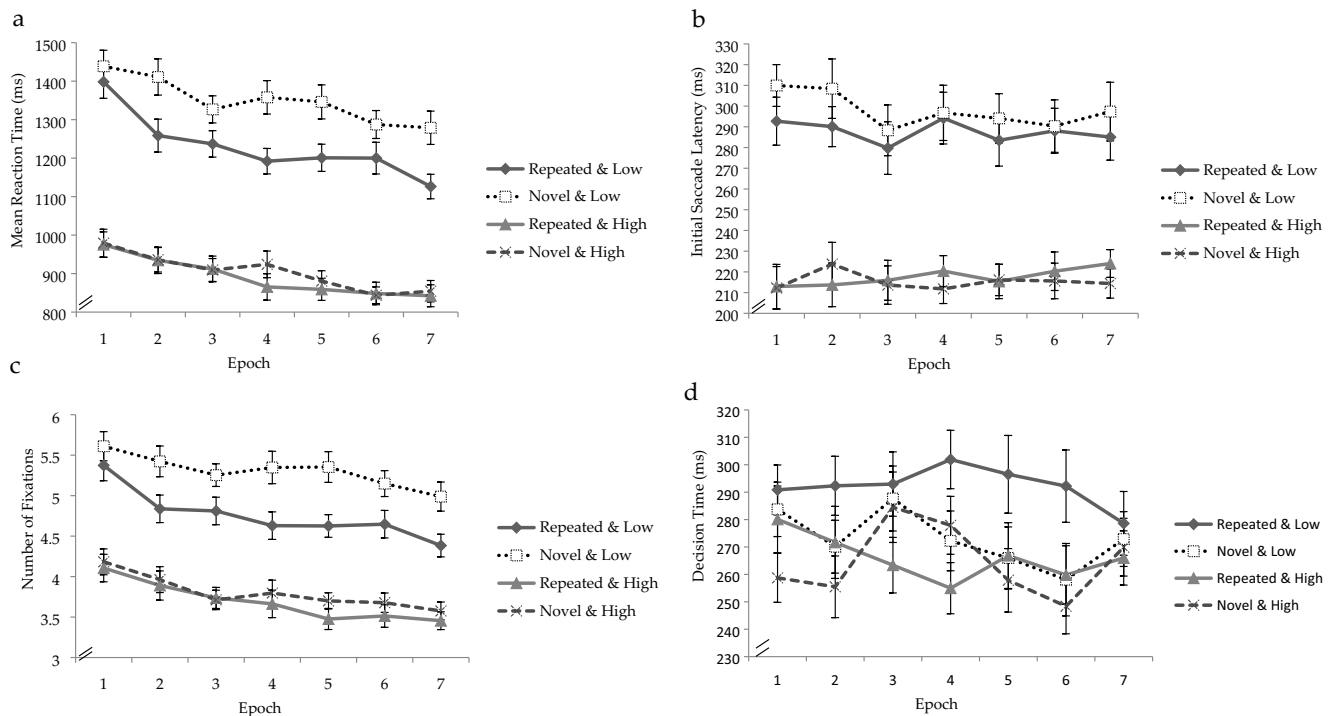 a
Mean Reaction Time (ms)
1500
1400
1300
1200
1100
1000
900
800
1 2 3 4 5 6 7
Epoch
Repeated & Low
Novel & Low
Repeated & High
Novel & High
b
Initial Saccade Latency (ms)
330
320
310
300
290
280
270
260
250
240
230
220
210
200
1 2 3 4 5 6 7
Epoch
Repeated & Low
Novel & Low
Repeated & High
Novel & High
c
Number of Fixations
6
5.5
5
4.5
4
3.5
3
1 2 3 4 5 6 7
Epoch
Repeated & Low
Novel & Low
Repeated & High
Novel & High
d
Decision Time (ms)
320
310
300
290
280
270
260
250
240
230
1 2 3 4 5 6 7
Epoch
Repeated & Low
Novel & Low
Repeated & High
Novel & High